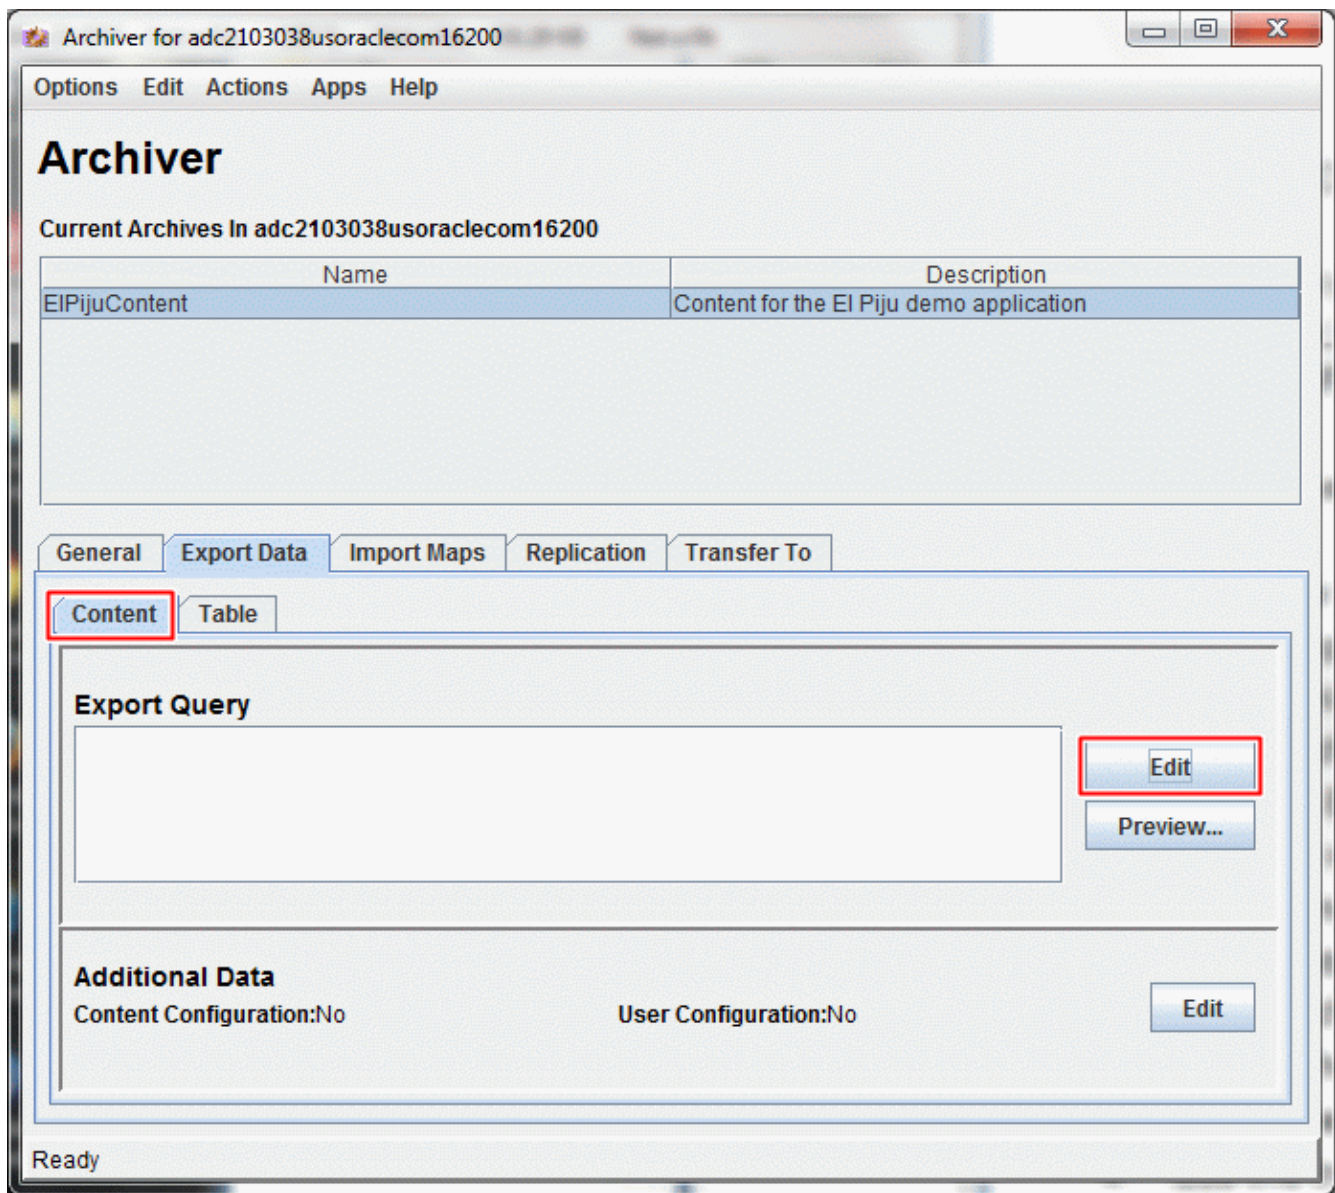 Archiver for adc2103038usoraclecom16200
Options Edit Actions Apps Help
Archiver
Current Archives In adc2103038usoraclecom16200
Name Description
ElPijuContent Content for the El Piju demo application
General Export Data Import Maps Replication Transfer To
Content Table
Export Query
Edit
Preview...
Additional Data
Content Configuration:No User Configuration:No Edit
Ready